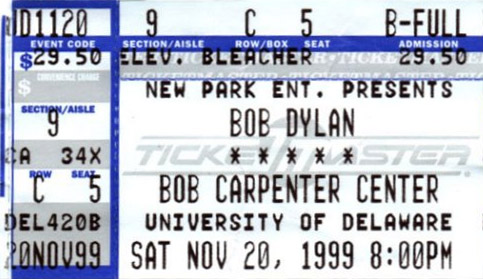 UD1120 9 C 5 B-FULL
EVENT CODE SECTION/AISLE ROW/BOX SEAT ADMISSION
$29.50 ELEV. BLEACHER 29.50
$ CONVENIENCE CHARGE
NEW PARK ENT. PRESENTS
SECTION/AISLE
9 BOB DYLAN
TICKETMASTER
CA 34X * * * * *
ROW SEAT
C 5 BOB CARPENTER CENTER
DEL420B UNIVERSITY OF DELAWARE
20NOV99 SAT NOV 20, 1999 8:00PM